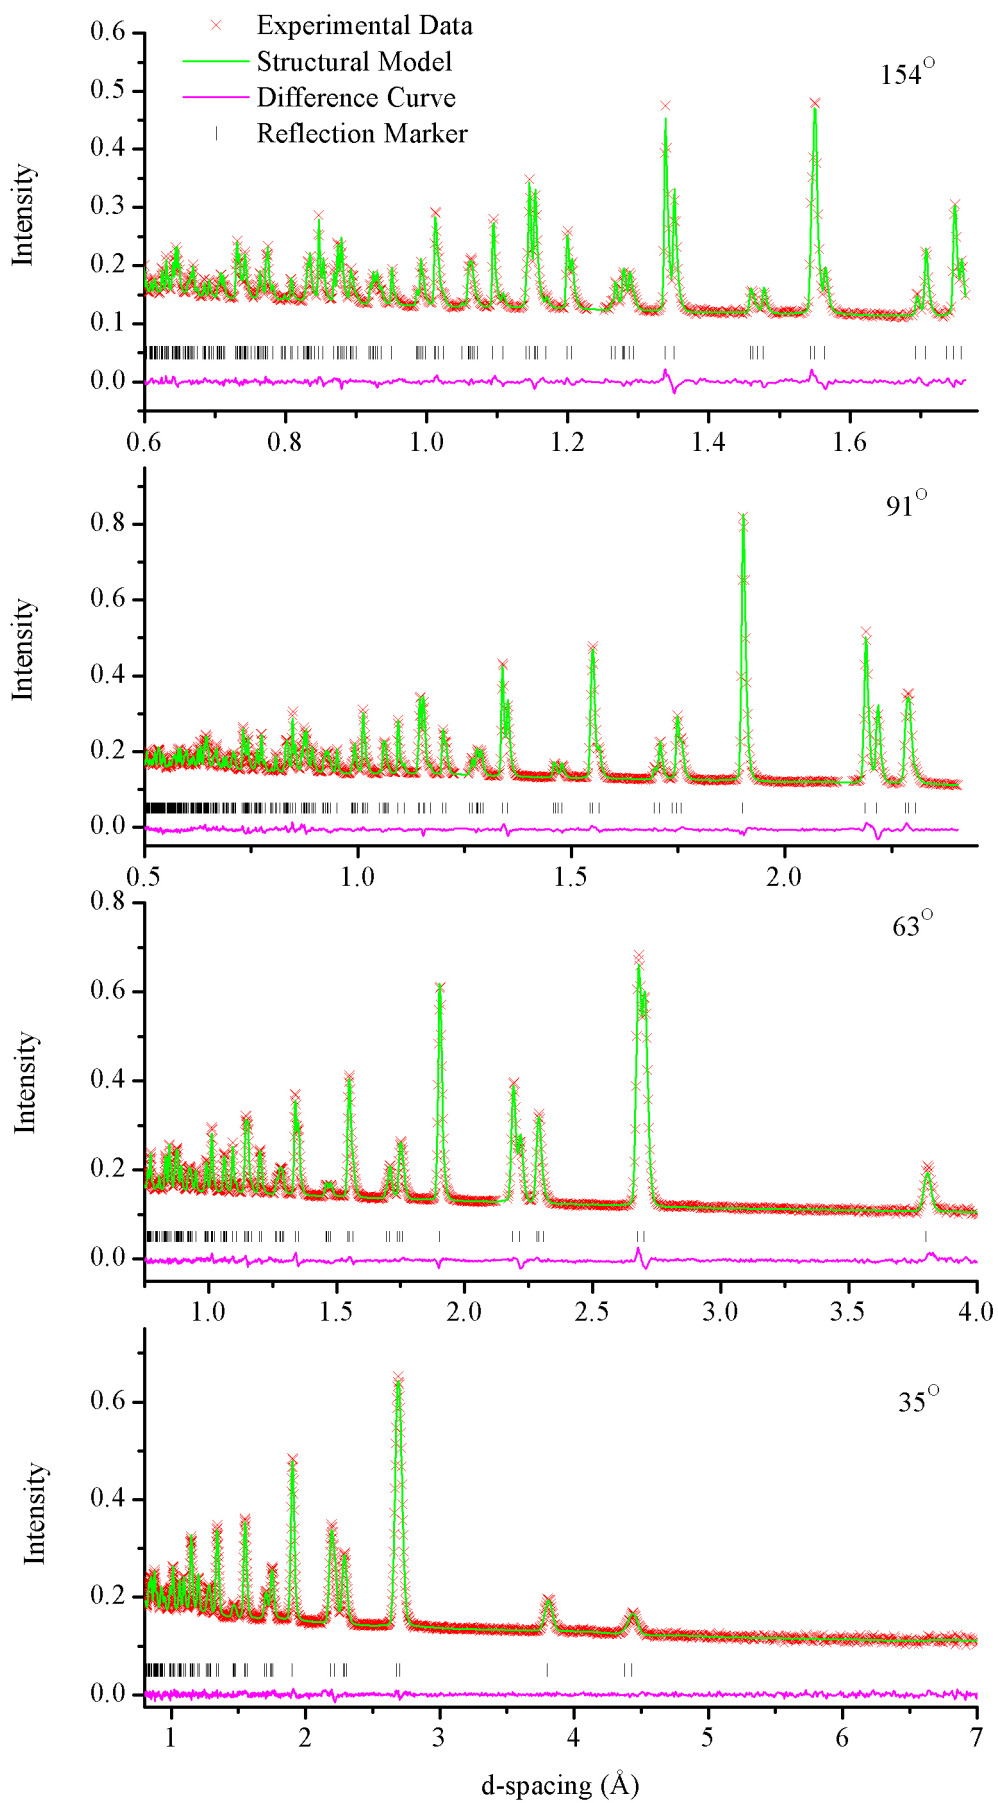 Experimental Data
Structural Model
Difference Curve
Reflection Marker
154°
Intensity
0.6
0.5
0.4
0.3
0.2
0.1
0.0
0.6 0.8 1.0 1.2 1.4 1.6
91°
Intensity
0.8
0.6
0.4
0.2
0.0
0.5 1.0 1.5 2.0
63°
Intensity
0.8
0.6
0.4
0.2
0.0
1.0 1.5 2.0 2.5 3.0 3.5 4.0
35°
Intensity
0.6
0.4
0.2
0.0
1 2 3 4 5 6 7
d-spacing (Å)